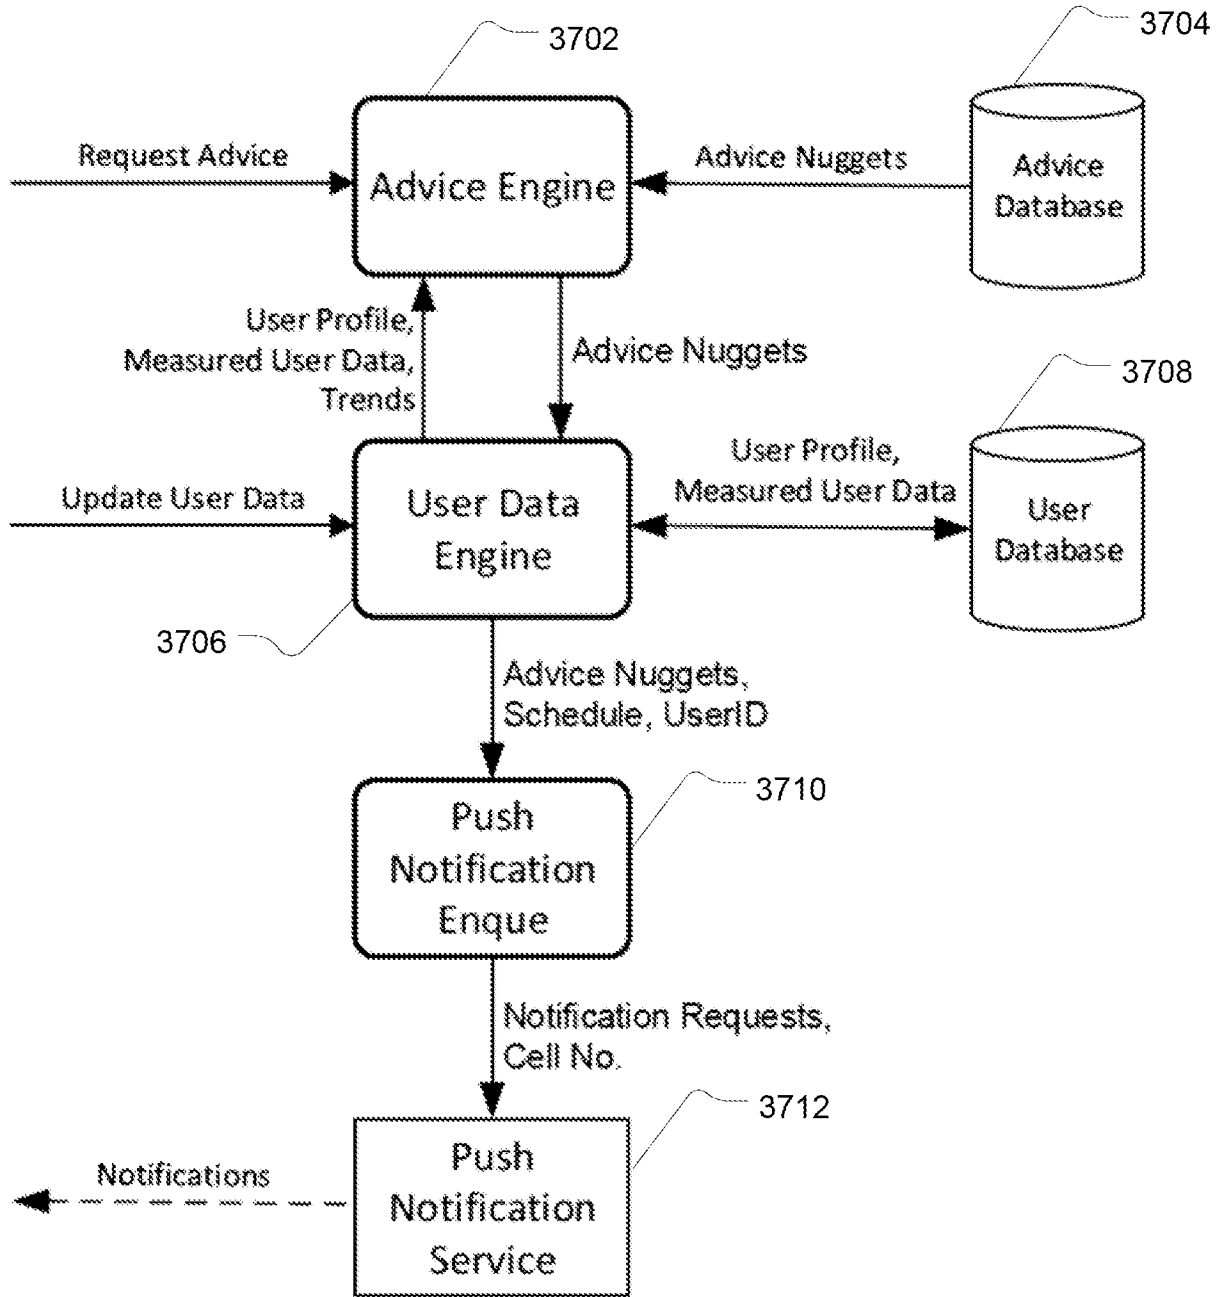 3702
3704
Request Advice
Advice Engine
Advice Nuggets
Advice
Database
User Profile,
Measured User Data,
Trends
Advice Nuggets
3708
Update User Data
User Data
Engine
User Profile,
Measured User Data
User
Database
3706
Advice Nuggets,
Schedule, UserID
3710
Push
Notification
Enque
Notification Requests,
Cell No.
3712
Notifications
Push
Notification
Service